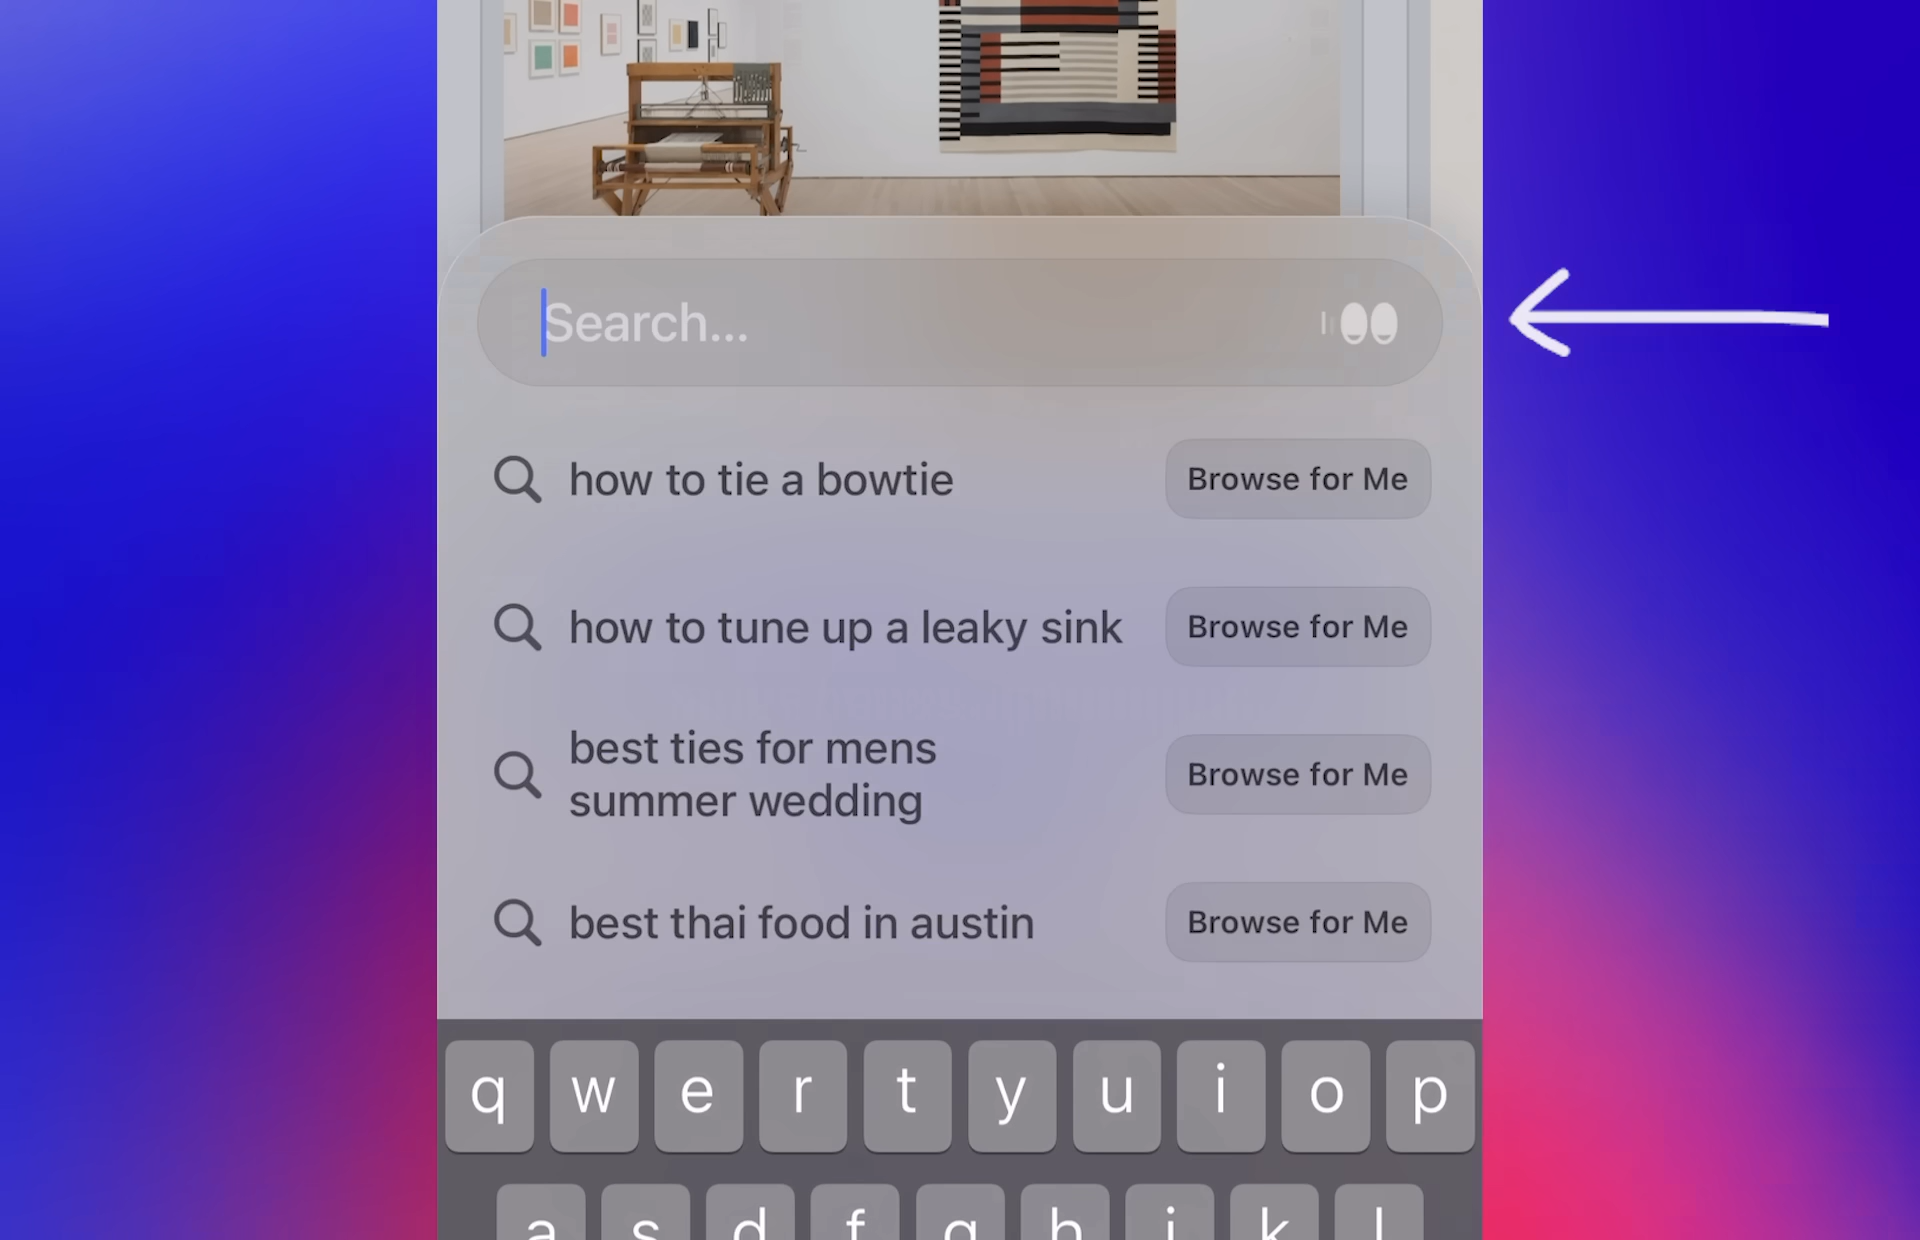 Search...
how to tie a bowtie
Browse for Me
how to tune up a leaky sink
Browse for Me
best ties for mens
summer wedding
Browse for Me
best thai food in austin
Browse for Me
q w e r t y u i o p
a s d f g h j k l